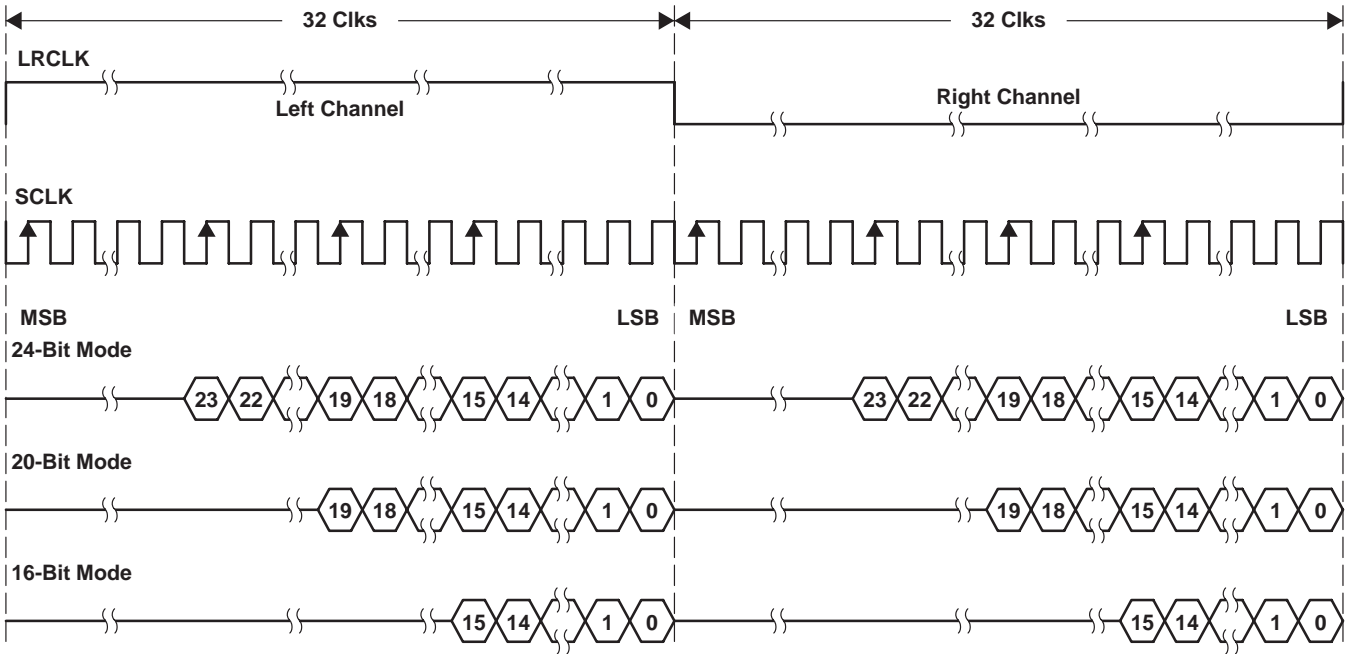 32 Clks 32 Clks
LRCLK
Left Channel Right Channel
SCLK
MSB LSB MSB LSB
24-Bit Mode
23 22 19 18 15 14 1 0 23 22 19 18 15 14 1 0
20-Bit Mode
19 18 15 14 1 0 19 18 15 14 1 0
16-Bit Mode
15 14 1 0 15 14 1 0